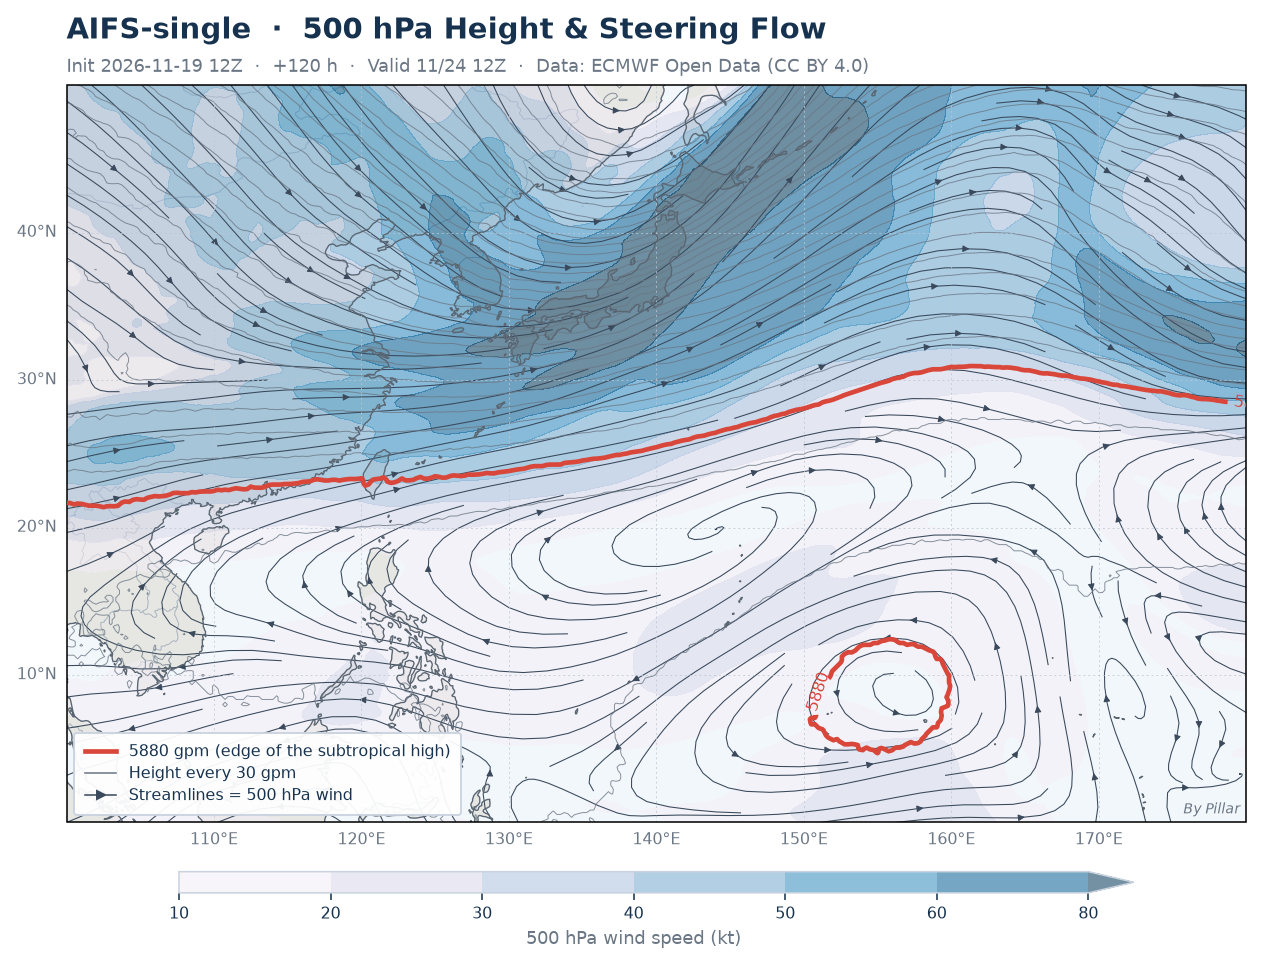 AIFS-single · 500 hPa Height & Steering Flow
Init 2026-11-19 12Z · +120 h · Valid 11/24 12Z · Data: ECMWF Open Data (CC BY 4.0)
40°N
30°N
20°N
10°N
5
5880
5880 gpm (edge of the subtropical high)
Height every 30 gpm
Streamlines = 500 hPa wind
By Pillar
110°E 120°E 130°E 140°E 150°E 160°E 170°E
10 20 30 40 50 60 80
500 hPa wind speed (kt)